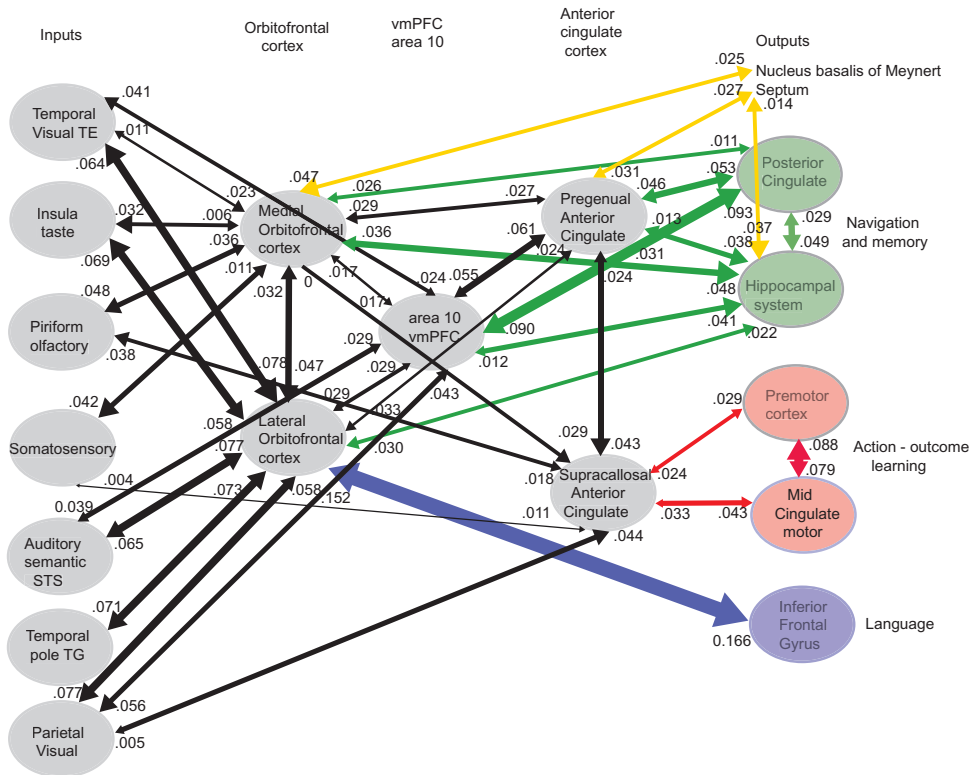 Inputs
Orbitofrontal
cortex
vmPFC
area 10
Anterior
cingulate
cortex
Outputs
Nucleus basalis of Meynert
Septum
.025
.027
.014
.041
.011
.064
Temporal
Visual TE
.011
.053
Posterior
Cingulate
.047
.026
.023
.029
.027
.031
.046
.032
.006
Insula
taste
Medial
Orbitofrontal
cortex
Pregenual
Anterior
Cingulate
.013
.093
.037
.029
.049
Navigation
and memory
.069
.036
.036
.061
.024
.031
.038
.011
.017
.032
0
.024
.055
.024
.048
Hippocampal
system
.048
.017
.041
.022
Piriform
olfactory
area 10
vmPFC
.090
.012
.038
.029
.029
.078
.047
.043
.042
.029
.033
.029
Premotor
cortex
.058
Somatosensory
Lateral
Orbitofrontal
cortex
.077
.030
.029
.043
.088
.079
Action - outcome
learning
.004
.073
.058
.152
.018
.024
Supracallosal
Anterior
Cingulate
0.039
.011
.033
.043
Mid
Cingulate
motor
.044
.065
Auditory
semantic
STS
.071
Temporal
pole TG
0.166
Inferior
Frontal
Gyrus
Language
.077
.056
Parietal
Visual
.005